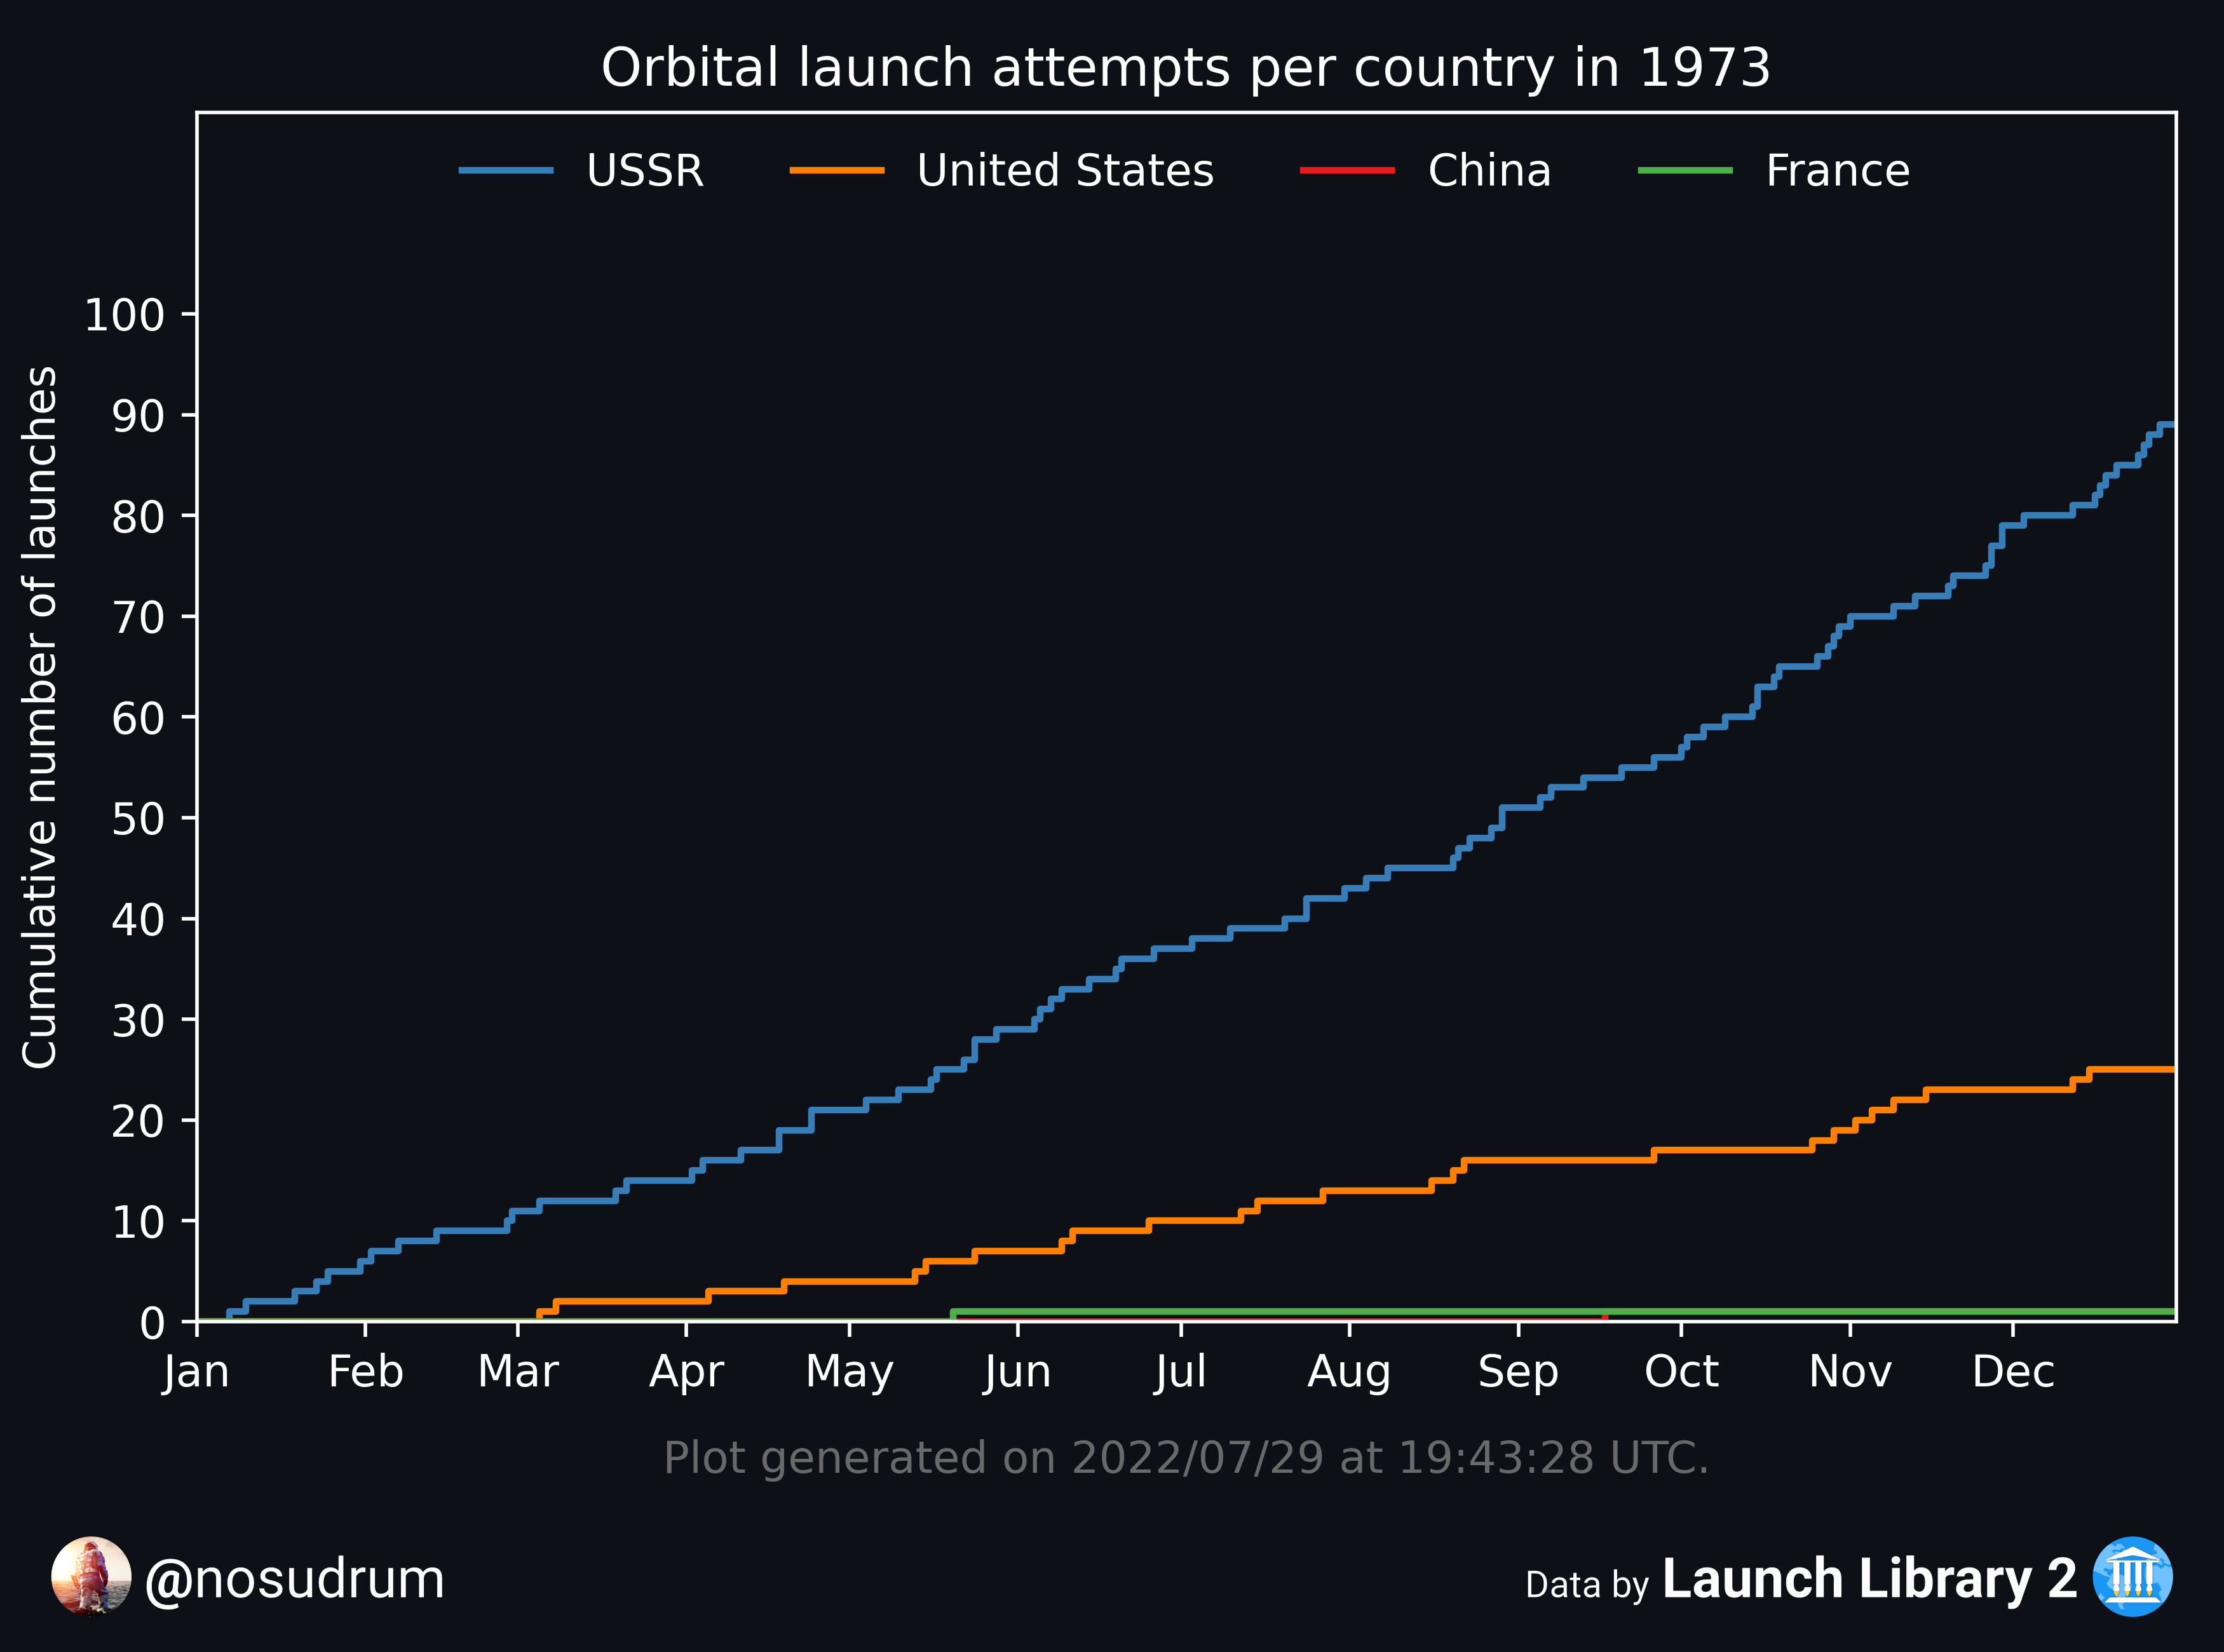 Orbital launch attempts per country in 1973
USSR United States China France
Cumulative number of launches
100
90
80
70
60
50
40
30
20
10
0
Jan Feb Mar Apr May Jun Jul Aug Sep Oct Nov Dec
Plot generated on 2022/07/29 at 19:43:28 UTC.
@nosudrum
Data by Launch Library 2